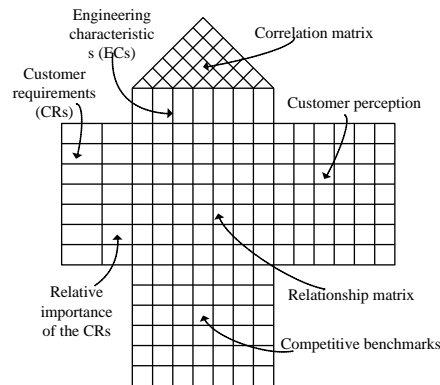 Engineering
characteristic
s (ECs)
Correlation matrix
Customer
requirements
(CRs)
Customer perception
Relative
importance
of the CRs
Relationship matrix
Competitive benchmarks